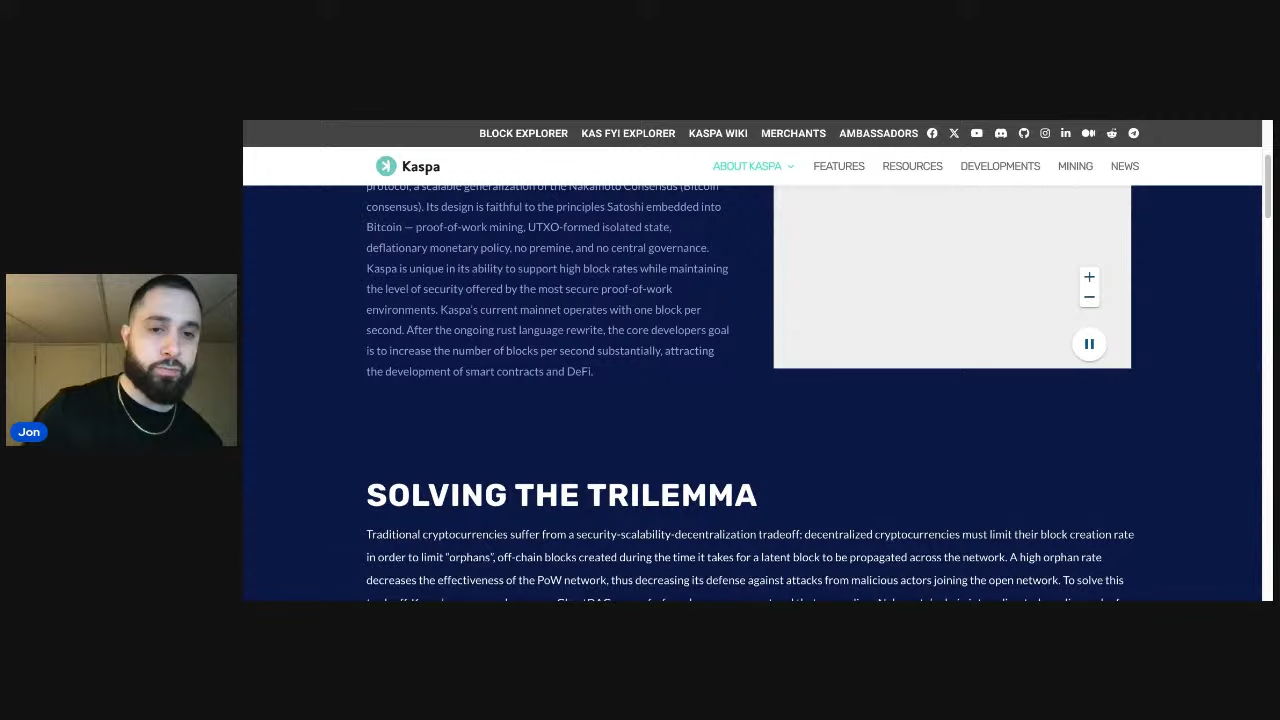 BLOCK EXPLORER KAS FYI EXPLORER KASPA WIKI MERCHANTS AMBASSADORS
Kaspa
ABOUT KASPA FEATURES RESOURCES DEVELOPMENTS MINING NEWS
protocol, a scalable generalization of the Nakamoto Consensus (Bitcoin
consensus). Its design is faithful to the principles Satoshi embedded into
Bitcoin — proof-of-work mining, UTXO-formed isolated state,
deflationary monetary policy, no premine, and no central governance.
Kaspa is unique in its ability to support high block rates while maintaining
the level of security offered by the most secure proof-of-work
environments. Kaspa's current mainnet operates with one block per
second. After the ongoing rust language rewrite, the core developers goal
is to increase the number of blocks per second substantially, attracting
the development of smart contracts and DeFi.
Jon
SOLVING THE TRILEMMA
Traditional cryptocurrencies suffer from a security-scalability-decentralization tradeoff: decentralized cryptocurrencies must limit their block creation rate
in order to limit "orphans", off-chain blocks created during the time it takes for a latent block to be propagated across the network. A high orphan rate
decreases the effectiveness of the PoW network, thus decreasing its defense against attacks from malicious actors joining the open network. To solve this